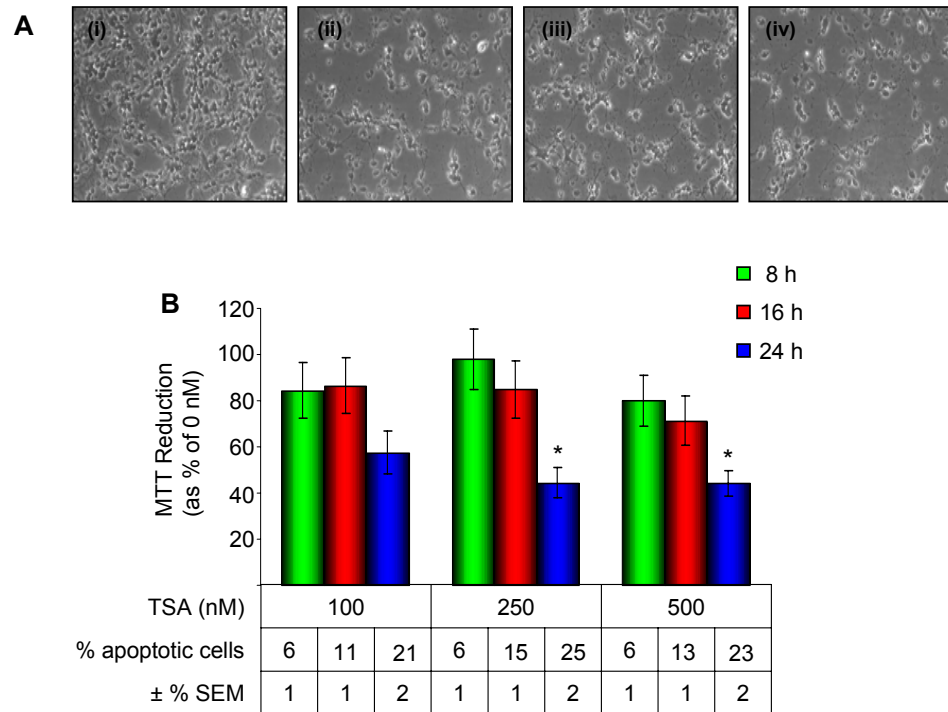 A
(i) (ii) (iii) (iv)
8 h
16 h
24 h
B
MTT Reduction
(as % of 0 nM)
120
100
80
60
40
20
* *
TSA (nM) 100 250 500
% apoptotic cells 6 11 21 6 15 25 6 13 23
± % SEM 1 1 2 1 1 2 1 1 2